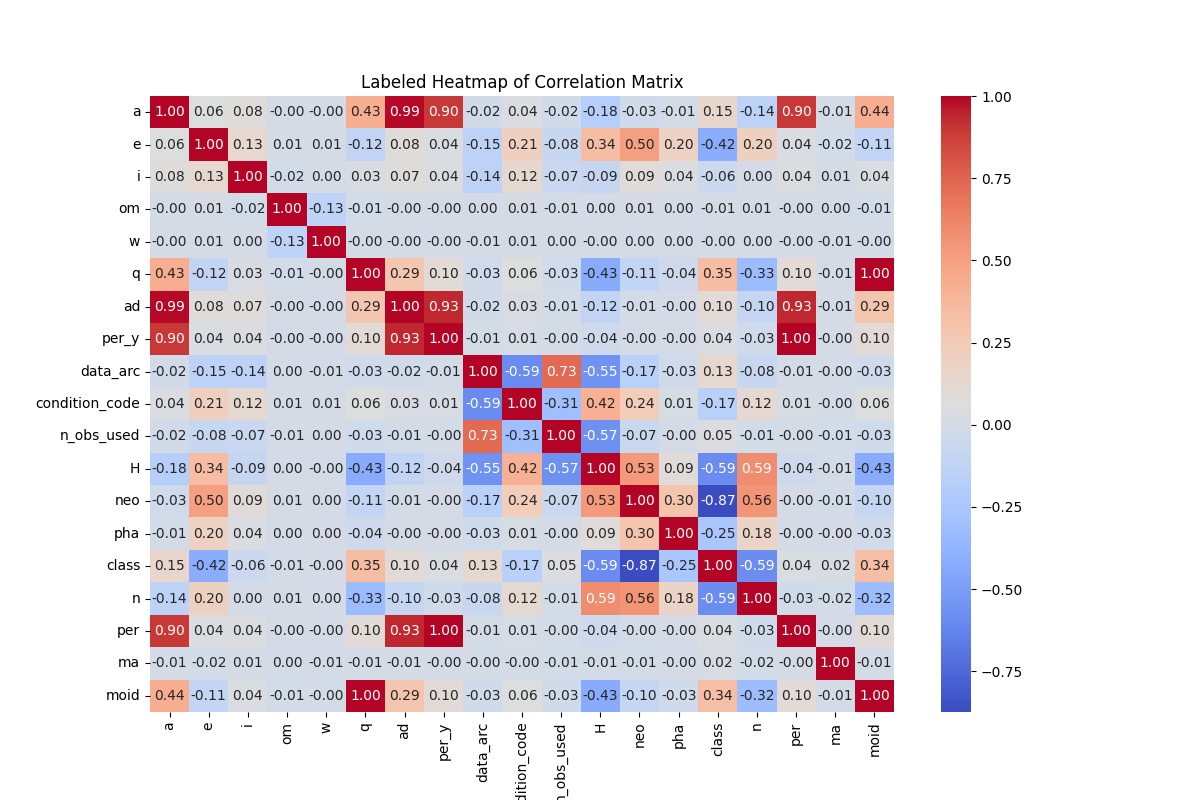 Labeled Heatmap of Correlation Matrix
a 1.00 0.06 0.08 -0.00 -0.00 0.43 0.99 0.90 -0.02 0.04 -0.02 -0.18 -0.03 -0.01 0.15 -0.14 0.90 -0.01 0.44
e 0.06 1.00 0.13 0.01 0.01 -0.12 0.08 0.04 -0.15 0.21 -0.08 0.34 0.50 0.20 -0.42 0.20 0.04 -0.02 -0.11
i 0.08 0.13 1.00 -0.02 0.00 0.03 0.07 0.04 -0.14 0.12 -0.07 -0.09 0.09 0.04 -0.06 0.00 0.04 0.01 0.04
om -0.00 0.01 -0.02 1.00 -0.13 -0.01 -0.00 -0.00 0.00 0.01 -0.01 0.00 0.01 0.00 -0.01 0.01 -0.00 0.00 -0.01
w -0.00 0.01 0.00 -0.13 1.00 -0.00 -0.00 -0.00 -0.01 0.01 0.00 -0.00 0.00 -0.00 -0.00 0.00 -0.00 -0.01 -0.00
q 0.43 -0.12 0.03 -0.01 -0.00 1.00 0.29 0.10 -0.03 0.06 -0.03 -0.43 -0.11 -0.04 0.35 -0.33 0.10 -0.01 1.00
ad 0.99 0.08 0.07 -0.00 -0.00 0.29 1.00 0.93 -0.02 0.03 -0.01 -0.12 -0.01 -0.00 0.10 -0.10 0.93 -0.01 0.29
per_y 0.90 0.04 0.04 -0.00 -0.00 0.10 0.93 1.00 -0.01 0.01 -0.00 -0.04 -0.00 -0.00 0.04 -0.03 1.00 -0.00 0.10
data_arc -0.02 -0.15 -0.14 0.00 -0.01 -0.03 -0.02 -0.01 1.00 -0.59 0.73 -0.55 -0.17 -0.03 0.13 -0.08 -0.01 -0.00 -0.03
condition_code 0.04 0.21 0.12 0.01 0.01 0.06 0.03 0.01 -0.59 1.00 -0.31 0.42 0.24 0.01 -0.17 0.12 0.01 -0.00 0.06
n_obs_used -0.02 -0.08 -0.07 -0.01 0.00 -0.03 -0.01 -0.00 0.73 -0.31 1.00 -0.57 -0.07 -0.00 0.05 -0.01 -0.00 -0.01 -0.03
H -0.18 0.34 -0.09 0.00 -0.00 -0.43 -0.12 -0.04 -0.55 0.42 -0.57 1.00 0.53 0.09 -0.59 0.59 -0.04 -0.01 -0.43
neo -0.03 0.50 0.09 0.01 0.00 -0.11 -0.01 -0.00 -0.17 0.24 -0.07 0.53 1.00 0.30 -0.87 0.56 -0.00 -0.01 -0.10
pha -0.01 0.20 0.04 0.00 -0.00 -0.04 -0.00 -0.00 -0.03 0.01 -0.00 0.09 0.30 1.00 -0.25 0.18 -0.00 -0.00 -0.03
class 0.15 -0.42 -0.06 -0.01 -0.00 0.35 0.10 0.04 0.13 -0.17 0.05 -0.59 -0.87 -0.25 1.00 -0.59 0.04 0.02 0.34
n -0.14 0.20 0.00 0.01 0.00 -0.33 -0.10 -0.03 -0.08 0.12 -0.01 0.59 0.56 0.18 -0.59 1.00 -0.03 -0.02 -0.32
per 0.90 0.04 0.04 -0.00 -0.00 0.10 0.93 1.00 -0.01 0.01 -0.00 -0.04 -0.00 -0.00 0.04 -0.03 1.00 -0.00 0.10
ma -0.01 -0.02 0.01 0.00 -0.01 -0.01 -0.01 -0.00 -0.00 -0.00 -0.01 -0.01 -0.01 -0.00 0.02 -0.02 -0.00 1.00 -0.01
moid 0.44 -0.11 0.04 -0.01 -0.00 1.00 0.29 0.10 -0.03 0.06 -0.03 -0.43 -0.10 -0.03 0.34 -0.32 0.10 -0.01 1.00
a e i om w q ad per_y data_arc dition_code n_obs_used H neo pha class n per ma moid
1.00
0.75
0.50
0.25
0.00
−0.25
−0.50
−0.75